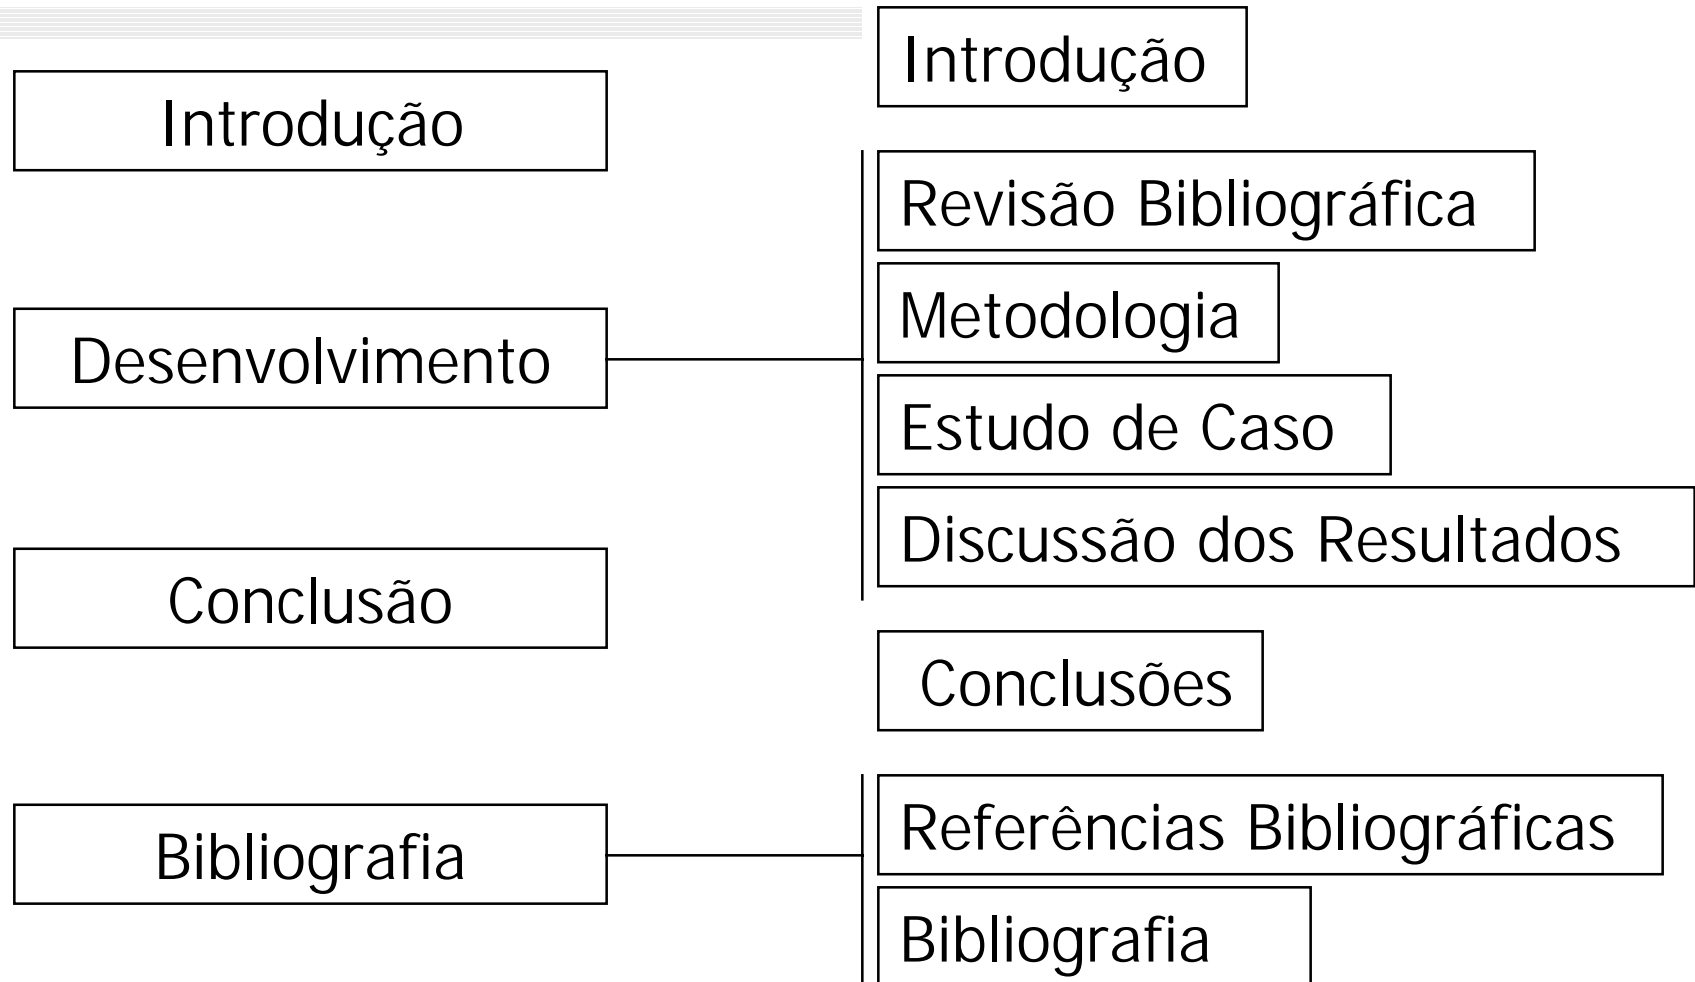 Introdução
Desenvolvimento
Conclusão
Bibliografia
Introdução
Revisão Bibliográfica
Metodologia
Estudo de Caso
Discussão dos Resultados
Conclusões
Referências Bibliográficas
Bibliografia